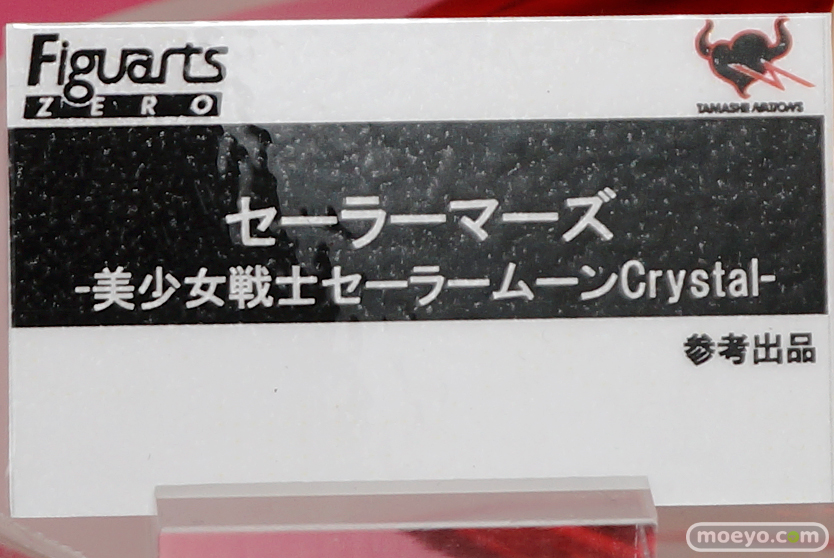 Figuarts
ZERO
TAMASHII NATIONS
セーラーマーズ
-美少女戦士セーラームーンCrystal-
参考出品
moeyo.com